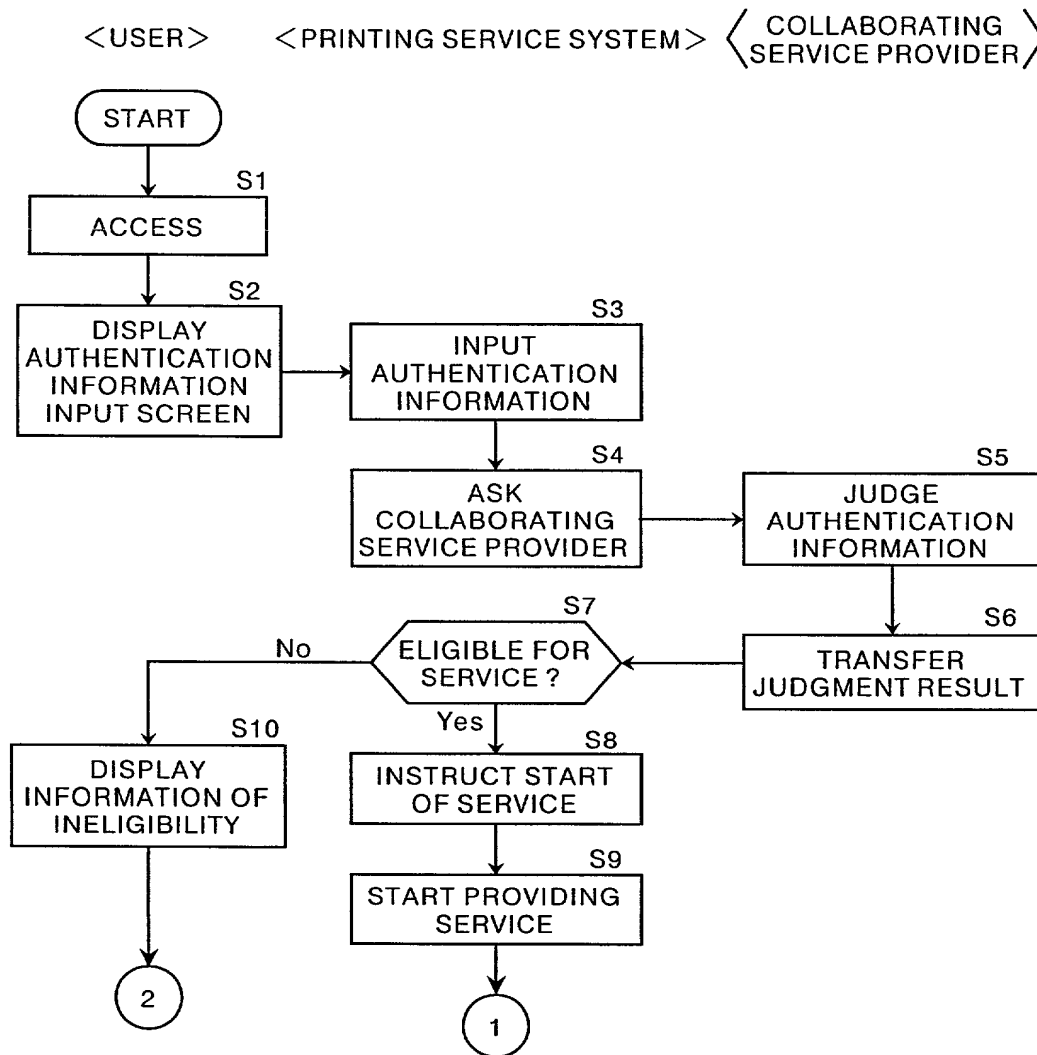 <USER>
<PRINTING SERVICE SYSTEM>
<COLLABORATING
SERVICE PROVIDER>
START
S1
ACCESS
S2
DISPLAY
AUTHENTICATION
INFORMATION
INPUT SCREEN
S3
INPUT
AUTHENTICATION
INFORMATION
S4
ASK
COLLABORATING
SERVICE PROVIDER
S5
JUDGE
AUTHENTICATION
INFORMATION
S6
TRANSFER
JUDGMENT RESULT
S7
ELIGIBLE FOR
SERVICE ?
No
Yes
S10
DISPLAY
INFORMATION OF
INELIGIBILITY
S8
INSTRUCT START
OF SERVICE
S9
START PROVIDING
SERVICE
2
1